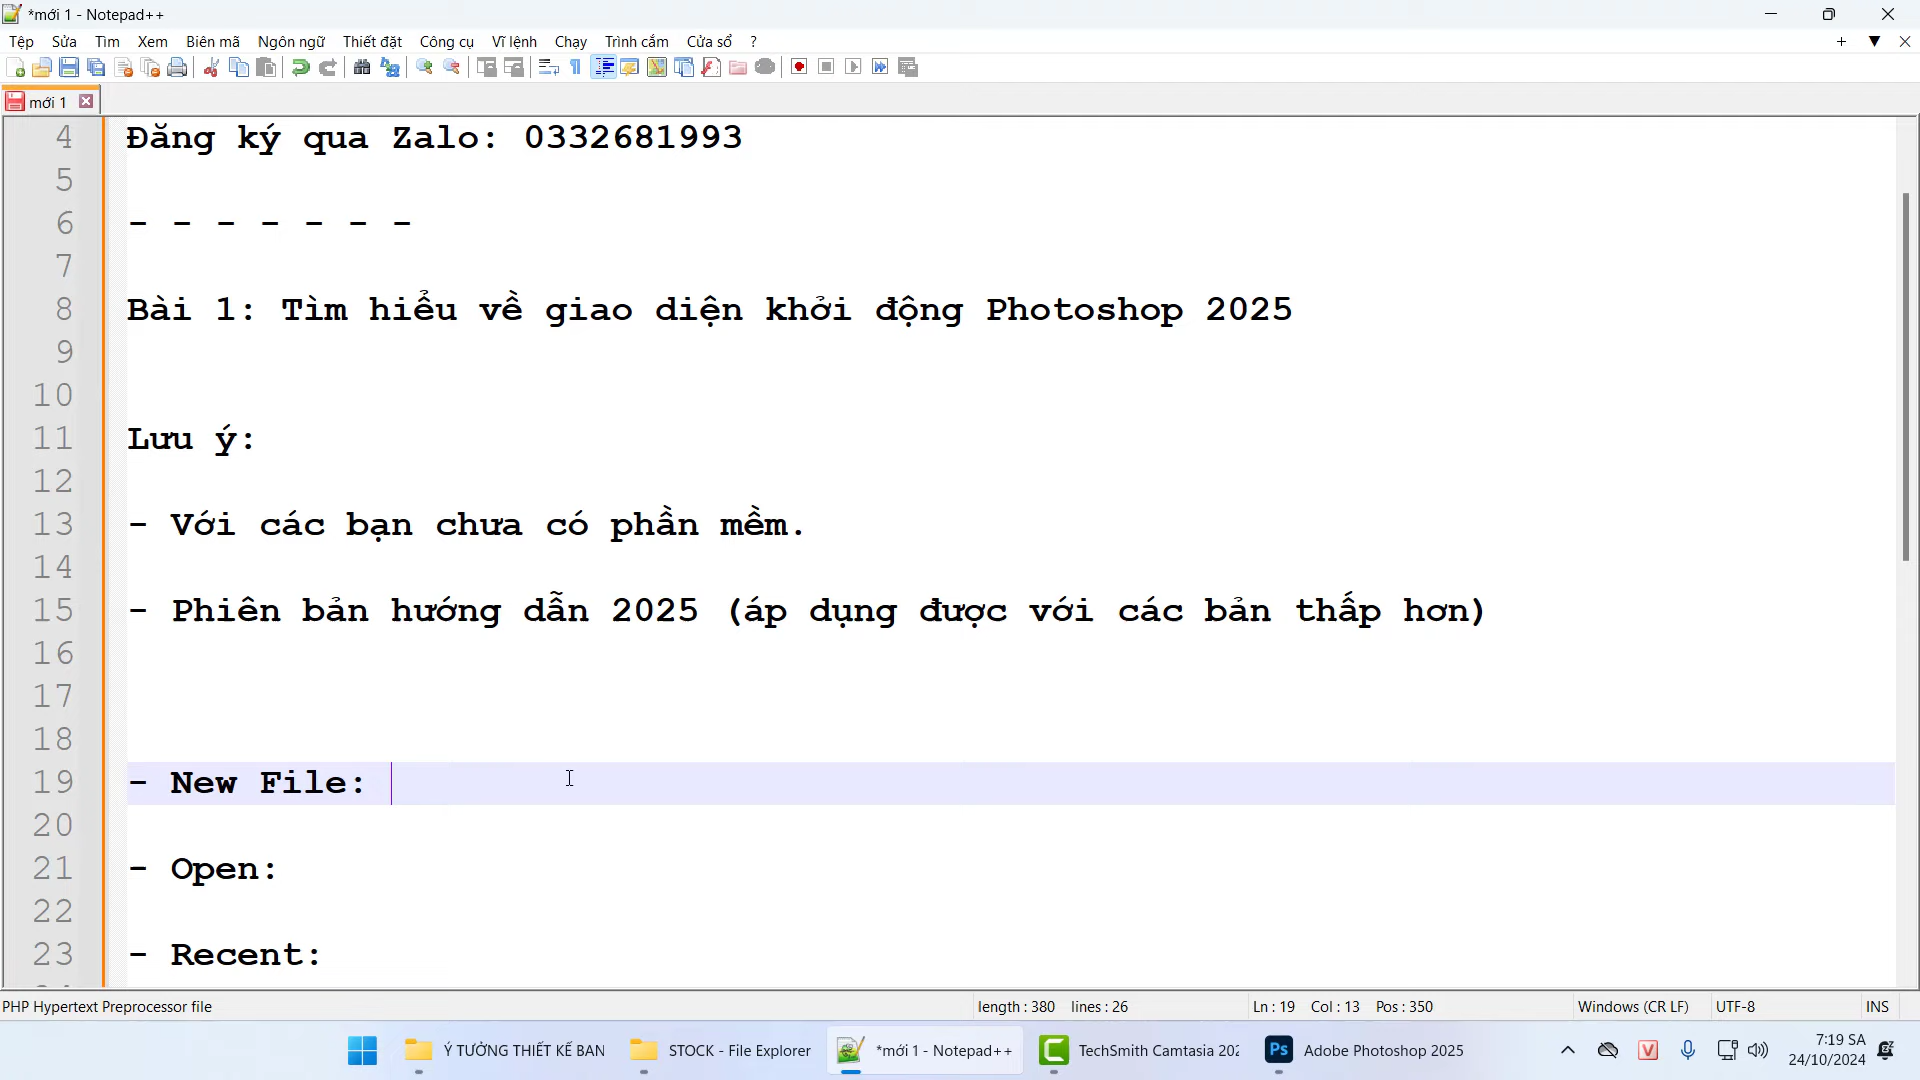 *mới 1 - Notepad++
Tệp Sửa Tìm Xem Biên mã Ngôn ngữ Thiết đặt Công cụ Vĩ lệnh Chạy Trình cắm Cửa sổ ?
mới 1
4 Đăng ký qua Zalo: 0332681993
5
6 - - - - - - -
7
8 Bài 1: Tìm hiểu về giao diện khởi động Photoshop 2025
9
10
11 Lưu ý:
12
13 - Với các bạn chưa có phần mềm.
14
15 - Phiên bản hướng dẫn 2025 (áp dụng được với các bản thấp hơn)
16
17
18
19 - New File:
20
21 - Open:
22
23 - Recent:
PHP Hypertext Preprocessor file length : 380 lines : 26 Ln : 19 Col : 13 Pos : 350 Windows (CR LF) UTF-8 INS
Ý TƯỞNG THIẾT KẾ BAN STOCK - File Explorer *mới 1 - Notepad++ TechSmith Camtasia 202 Ps Adobe Photoshop 2025 V 7:19 SA
24/10/2024